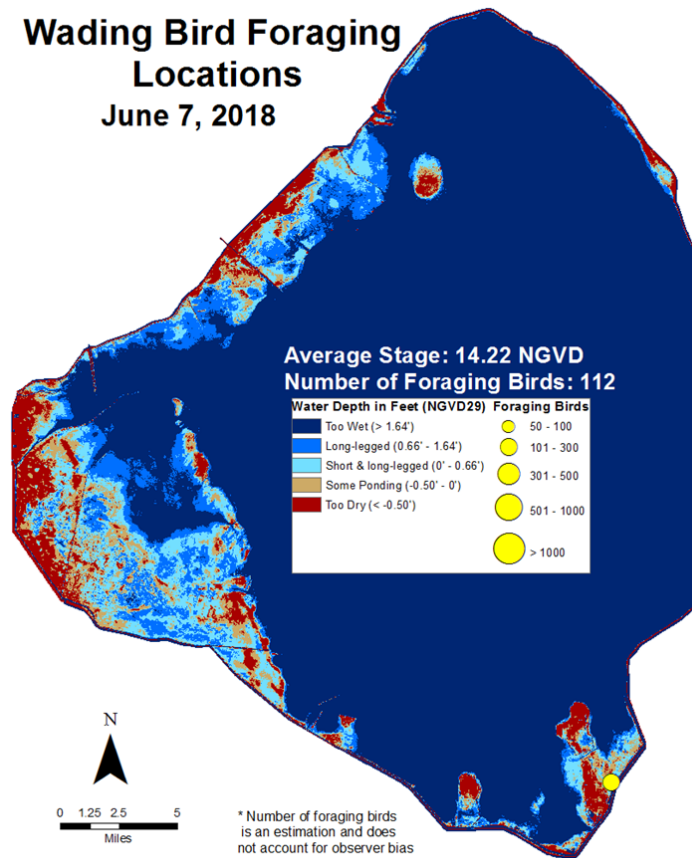 Wading Bird Foraging
Locations
June 7, 2018
Average Stage: 14.22 NGVD
Number of Foraging Birds: 112
Water Depth in Feet (NGVD29)
Too Wet (> 1.64')
Long-legged (0.66' - 1.64')
Short & long-legged (0' - 0.66')
Some Ponding (-0.50' - 0')
Too Dry (< -0.50')
Foraging Birds
50 - 100
101 - 300
301 - 500
501 - 1000
> 1000
N
0 1.25 2.5 5
Miles
* Number of foraging birds
is an estimation and does
not account for observer bias